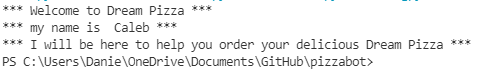 *** Welcome to Dream Pizza ***
*** my name is  Caleb ***
*** I will be here to help you order your delicious Dream Pizza ***
PS C:\Users\Danie\OneDrive\Documents\GitHub\pizzabot>